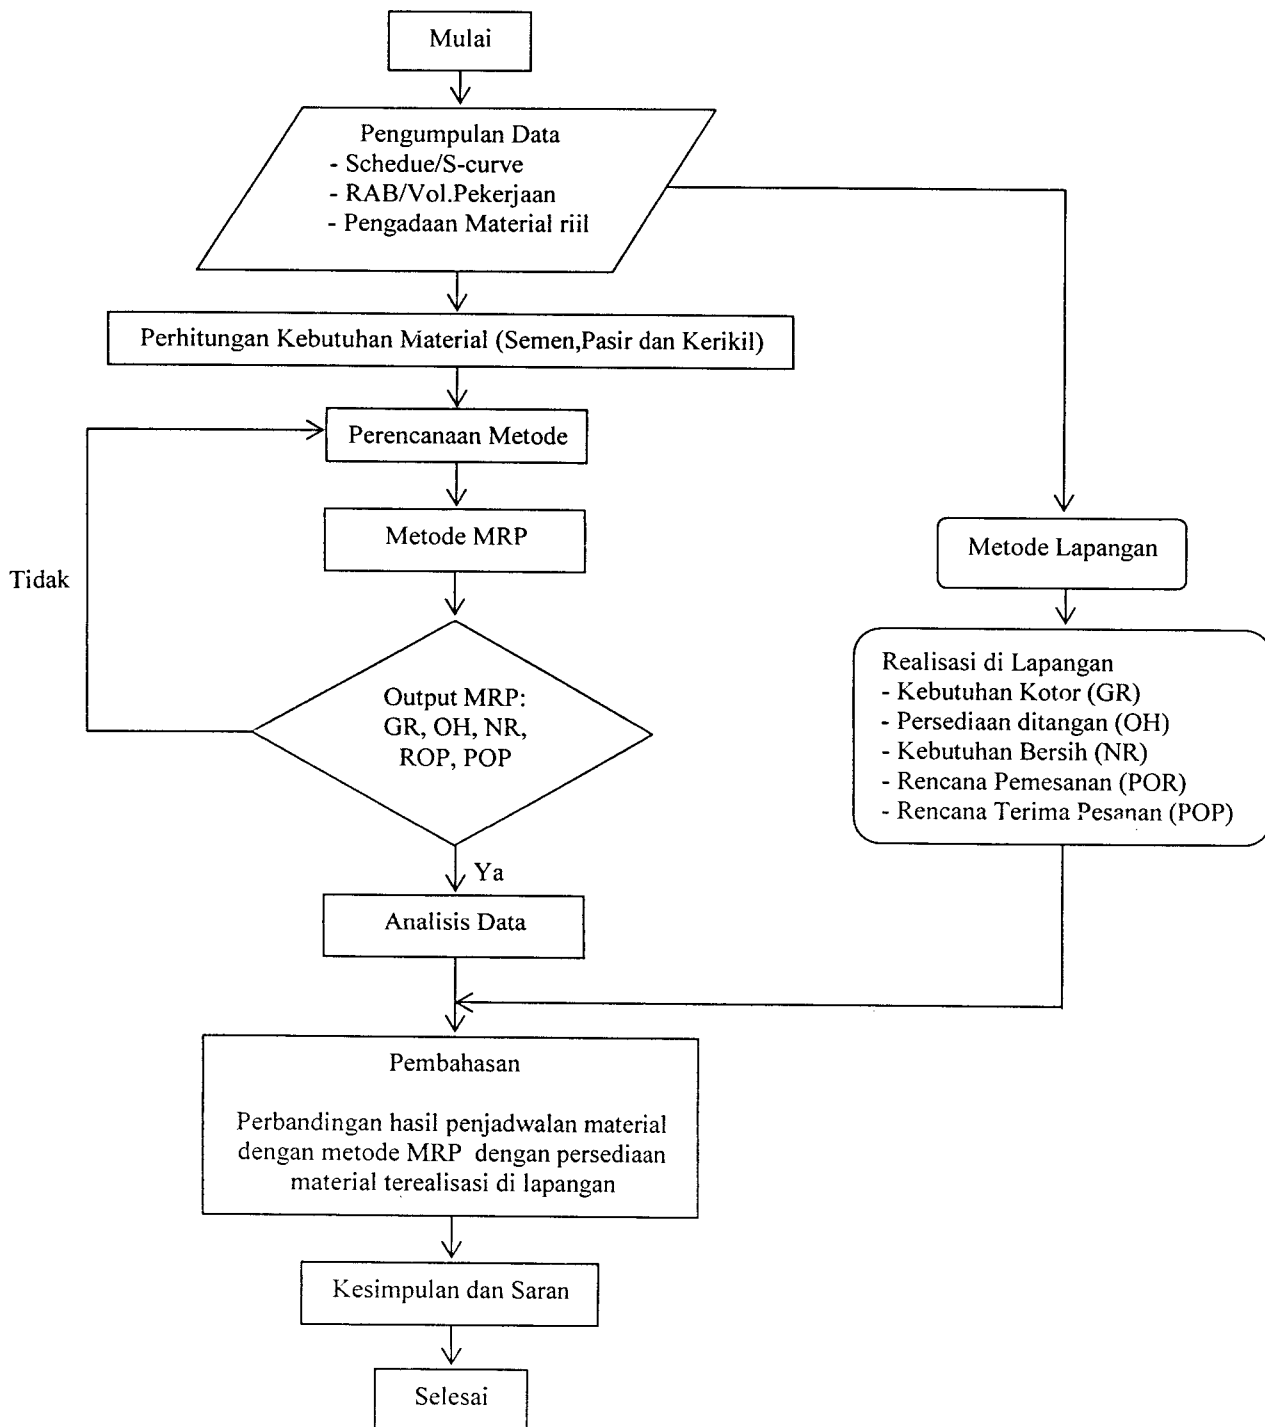 Mulai
Pengumpulan Data
- Schedue/S-curve
- RAB/Vol.Pekerjaan
- Pengadaan Material riil
Perhitungan Kebutuhan Material (Semen,Pasir dan Kerikil)
Perencanaan Metode
Metode MRP
Tidak
Output MRP:
GR, OH, NR,
ROP, POP
Ya
Analisis Data
Metode Lapangan
Realisasi di Lapangan
- Kebutuhan Kotor (GR)
- Persediaan ditangan (OH)
- Kebutuhan Bersih (NR)
- Rencana Pemesanan (POR)
- Rencana Terima Pesanan (POP)
Pembahasan
Perbandingan hasil penjadwalan material
dengan metode MRP dengan persediaan
material terealisasi di lapangan
Kesimpulan dan Saran
Selesai